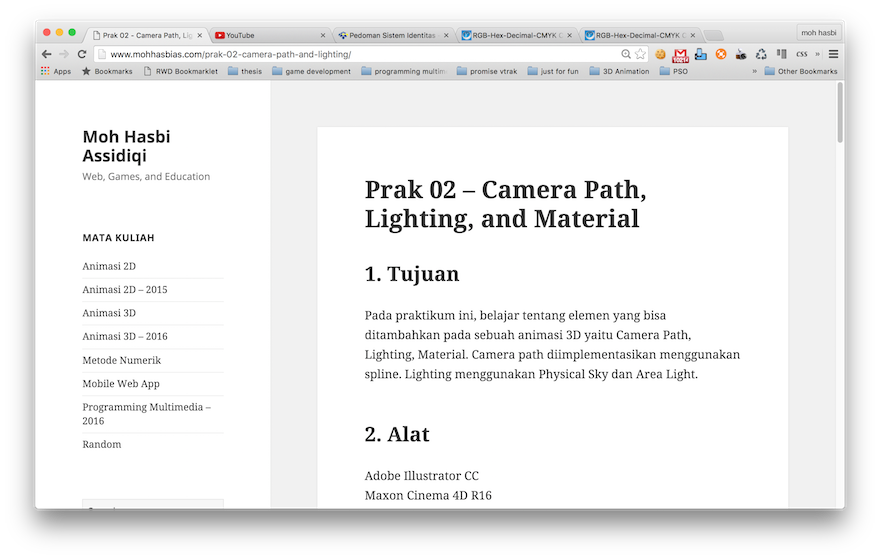 Prak 02 – Camera Path, Lig
YouTube
Pedoman Sistem Identitas
RGB-Hex-Decimal-CMYK C
RGB-Hex-Decimal-CMYK C
moh hasbi
www.mohhasbias.com/prak-02-camera-path-and-lighting/
css
Apps
Bookmarks
RWD Bookmarklet
thesis
game development
programming multim
promise vtrak
just for fun
3D Animation
PSO
»
Other Bookmarks
Moh Hasbi
Assidiqi
Web, Games, and Education
MATA KULIAH
Animasi 2D
Animasi 2D – 2015
Animasi 3D
Animasi 3D – 2016
Metode Numerik
Mobile Web App
Programming Multimedia –
2016
Random
Prak 02 – Camera Path,
Lighting, and Material
1. Tujuan
Pada praktikum ini, belajar tentang elemen yang bisa
ditambahkan pada sebuah animasi 3D yaitu Camera Path,
Lighting, Material. Camera path diimplementasikan menggunakan
spline. Lighting menggunakan Physical Sky dan Area Light.
2. Alat
Adobe Illustrator CC
Maxon Cinema 4D R16